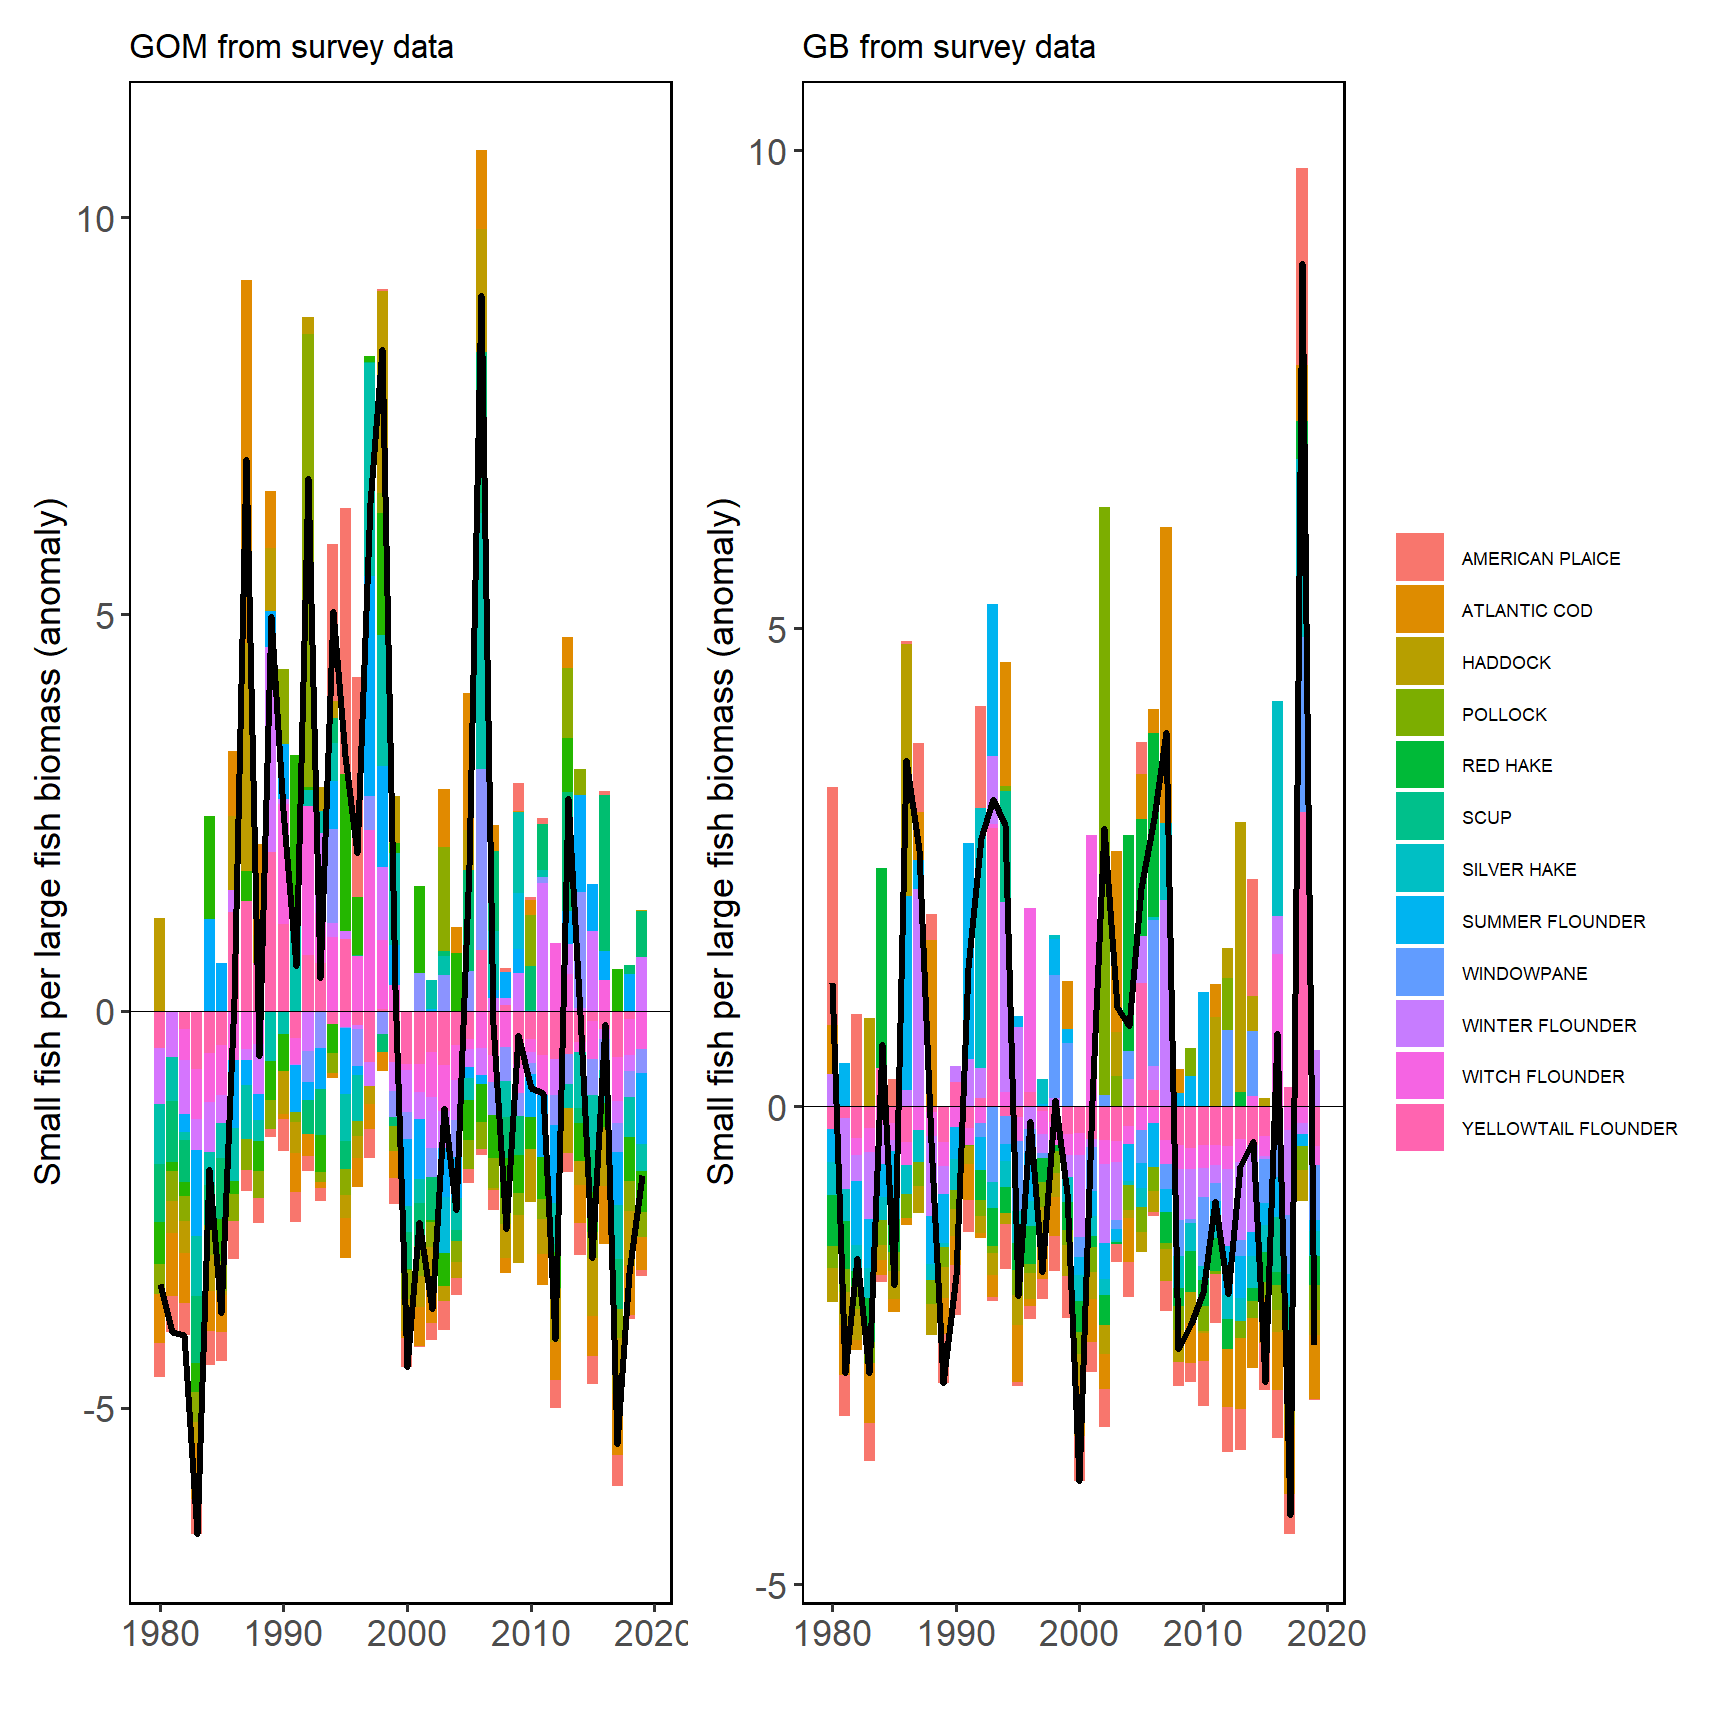 GOM from survey data
Small fish per large fish biomass (anomaly)
10
5
0
-5
1980 1990 2000 2010 2020
GB from survey data
Small fish per large fish biomass (anomaly)
10
5
0
-5
1980 1990 2000 2010 2020
AMERICAN PLAICE
ATLANTIC COD
HADDOCK
POLLOCK
RED HAKE
SCUP
SILVER HAKE
SUMMER FLOUNDER
WINDOWPANE
WINTER FLOUNDER
WITCH FLOUNDER
YELLOWTAIL FLOUNDER